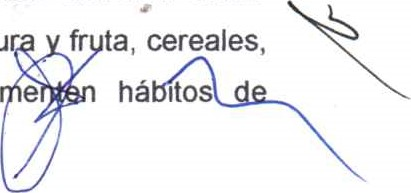 ura y fruta, cereales,
menten hábitos de